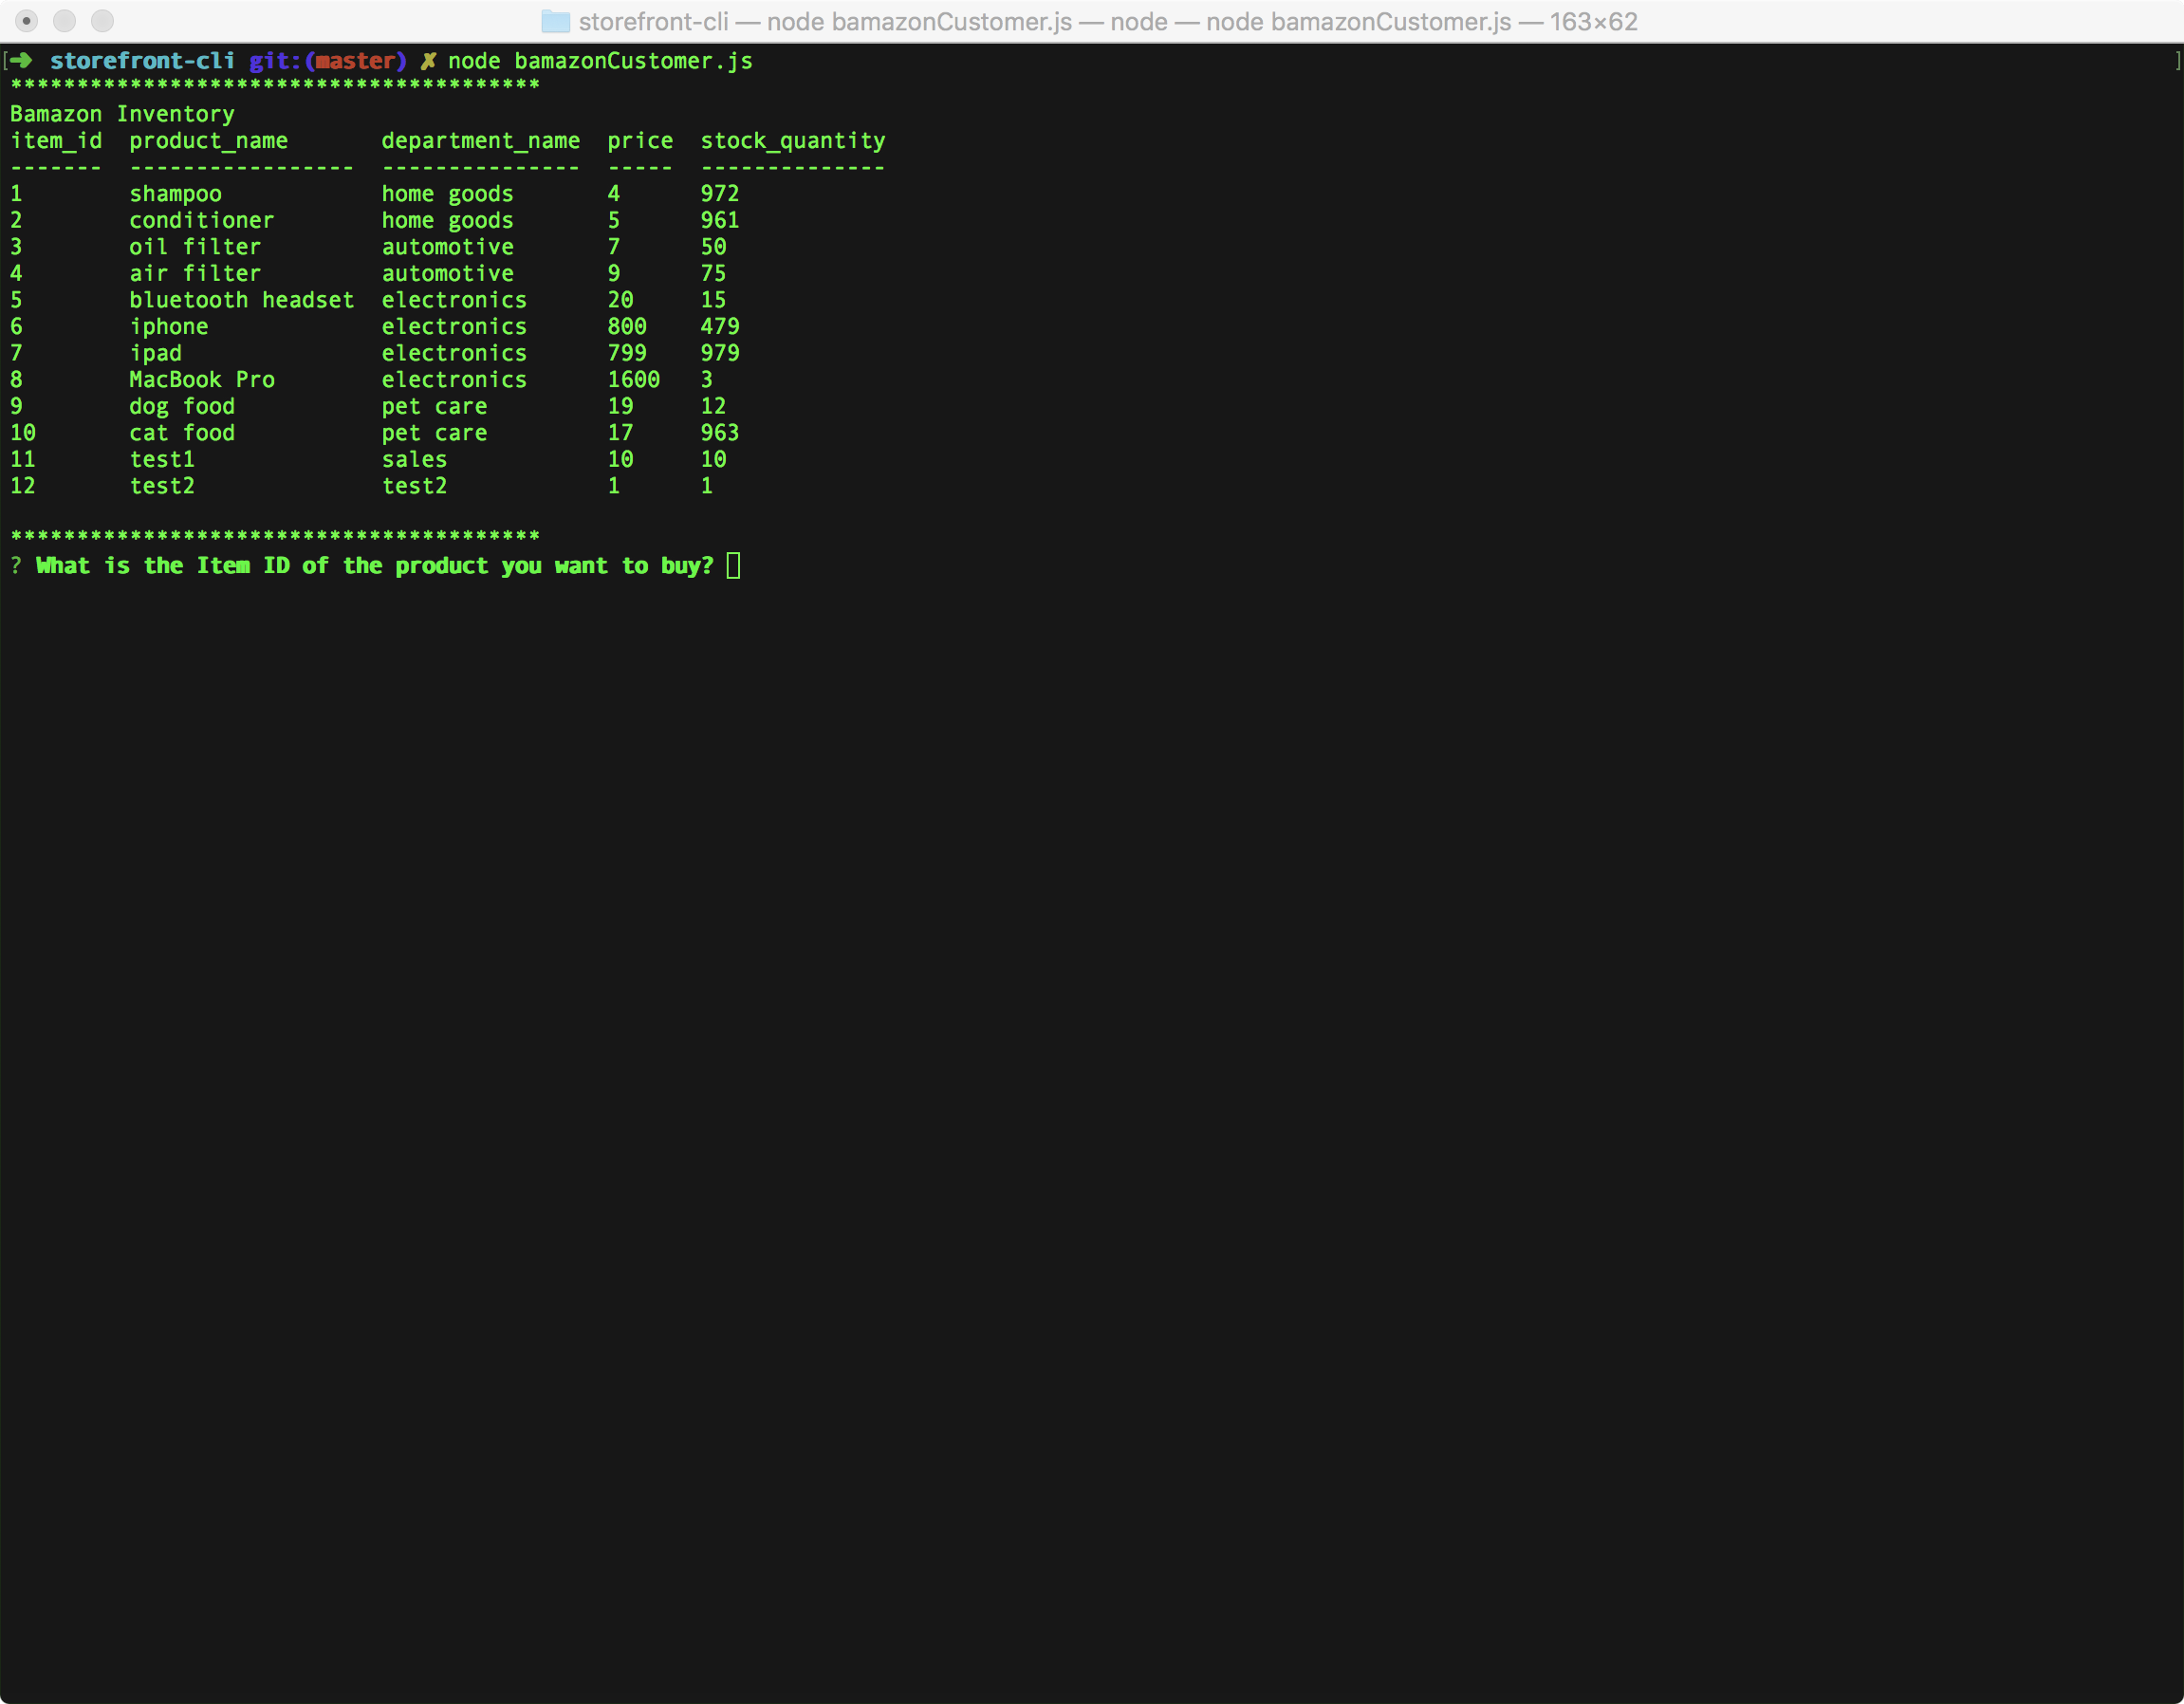 storefront-cli — node bamazonCustomer.js — node — node bamazonCustomer.js — 163×62
[➜  storefront-cli git:(master) ✗ node bamazonCustomer.js ]
****************************************
Bamazon Inventory
item_id  product_name       department_name  price  stock_quantity
-------  -----------------  ---------------  -----  --------------
1        shampoo            home goods       4      972
2        conditioner        home goods       5      961
3        oil filter         automotive       7      50
4        air filter         automotive       9      75
5        bluetooth headset  electronics      20     15
6        iphone             electronics      800    479
7        ipad               electronics      799    979
8        MacBook Pro        electronics      1600   3
9        dog food           pet care         19     12
10       cat food           pet care         17     963
11       test1              sales            10     10
12       test2              test2            1      1
****************************************
? What is the Item ID of the product you want to buy?